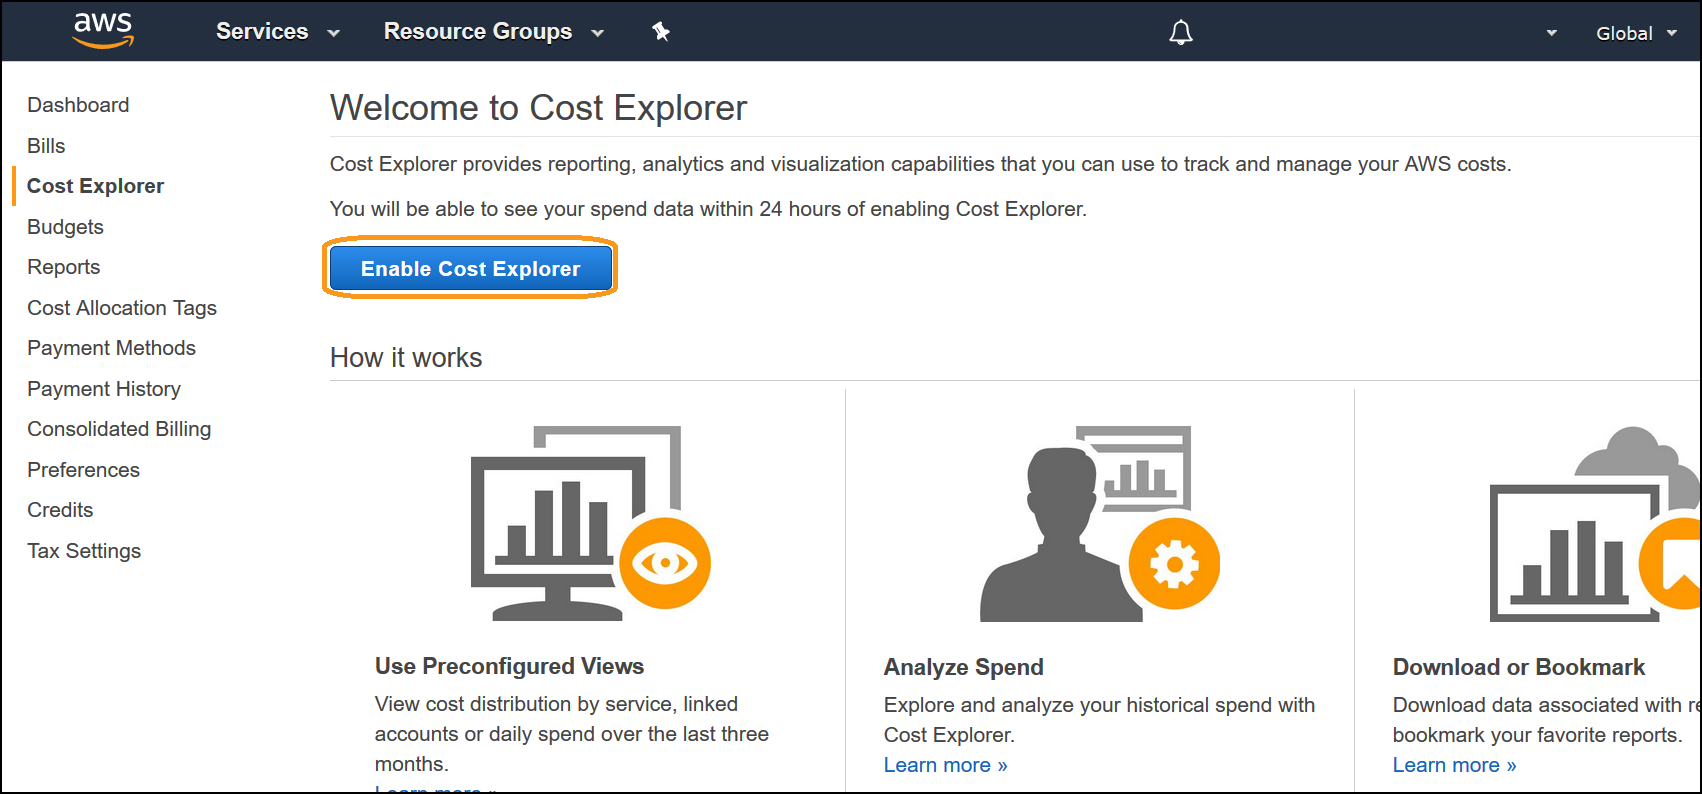 aws
Services
Resource Groups
Global
Dashboard
Bills
Cost Explorer
Budgets
Reports
Cost Allocation Tags
Payment Methods
Payment History
Consolidated Billing
Preferences
Credits
Tax Settings
Welcome to Cost Explorer
Cost Explorer provides reporting, analytics and visualization capabilities that you can use to track and manage your AWS costs.
You will be able to see your spend data within 24 hours of enabling Cost Explorer.
Enable Cost Explorer
How it works
Use Preconfigured Views
View cost distribution by service, linked
accounts or daily spend over the last three
months.
Learn more »
Analyze Spend
Explore and analyze your historical spend with
Cost Explorer.
Learn more »
Download or Bookmark
Download data associated with
bookmark your favorite reports.
Learn more »